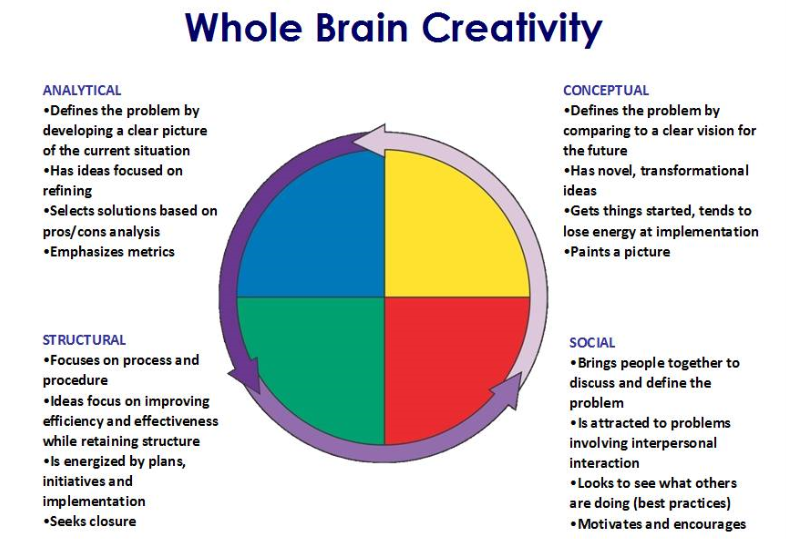 Whole Brain Creativity
ANALYTICAL
•Defines the problem by
developing a clear picture
of the current situation
•Has ideas focused on
refining
•Selects solutions based on
pros/cons analysis
•Emphasizes metrics
CONCEPTUAL
•Defines the problem by
comparing to a clear vision for
the future
•Has novel, transformational
ideas
•Gets things started, tends to
lose energy at implementation
•Paints a picture
STRUCTURAL
•Focuses on process and
procedure
•Ideas focus on improving
efficiency and effectiveness
while retaining structure
•Is energized by plans,
initiatives and
implementation
•Seeks closure
SOCIAL
•Brings people together to
discuss and define the
problem
•Is attracted to problems
involving interpersonal
interaction
•Looks to see what others
are doing (best practices)
•Motivates and encourages